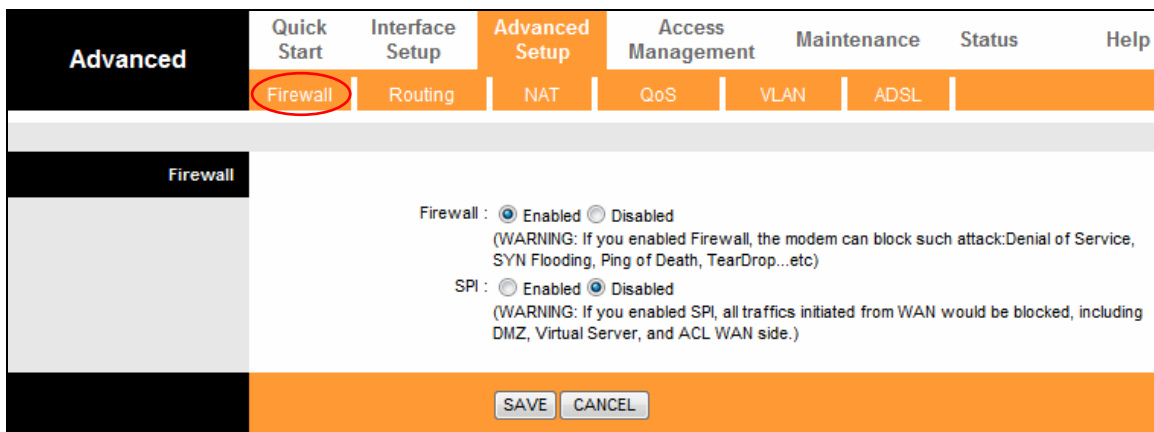 Advanced
Quick Start
Interface Setup
Advanced Setup
Access Management
Maintenance
Status
Help
Firewall
Routing
NAT
QoS
VLAN
ADSL
Firewall
Firewall : Enabled Disabled
(WARNING: If you enabled Firewall, the modem can block such attack:Denial of Service,
SYN Flooding, Ping of Death, TearDrop...etc)
SPI : Enabled Disabled
(WARNING: If you enabled SPI, all traffics initiated from WAN would be blocked, including
DMZ, Virtual Server, and ACL WAN side.)
SAVE
CANCEL